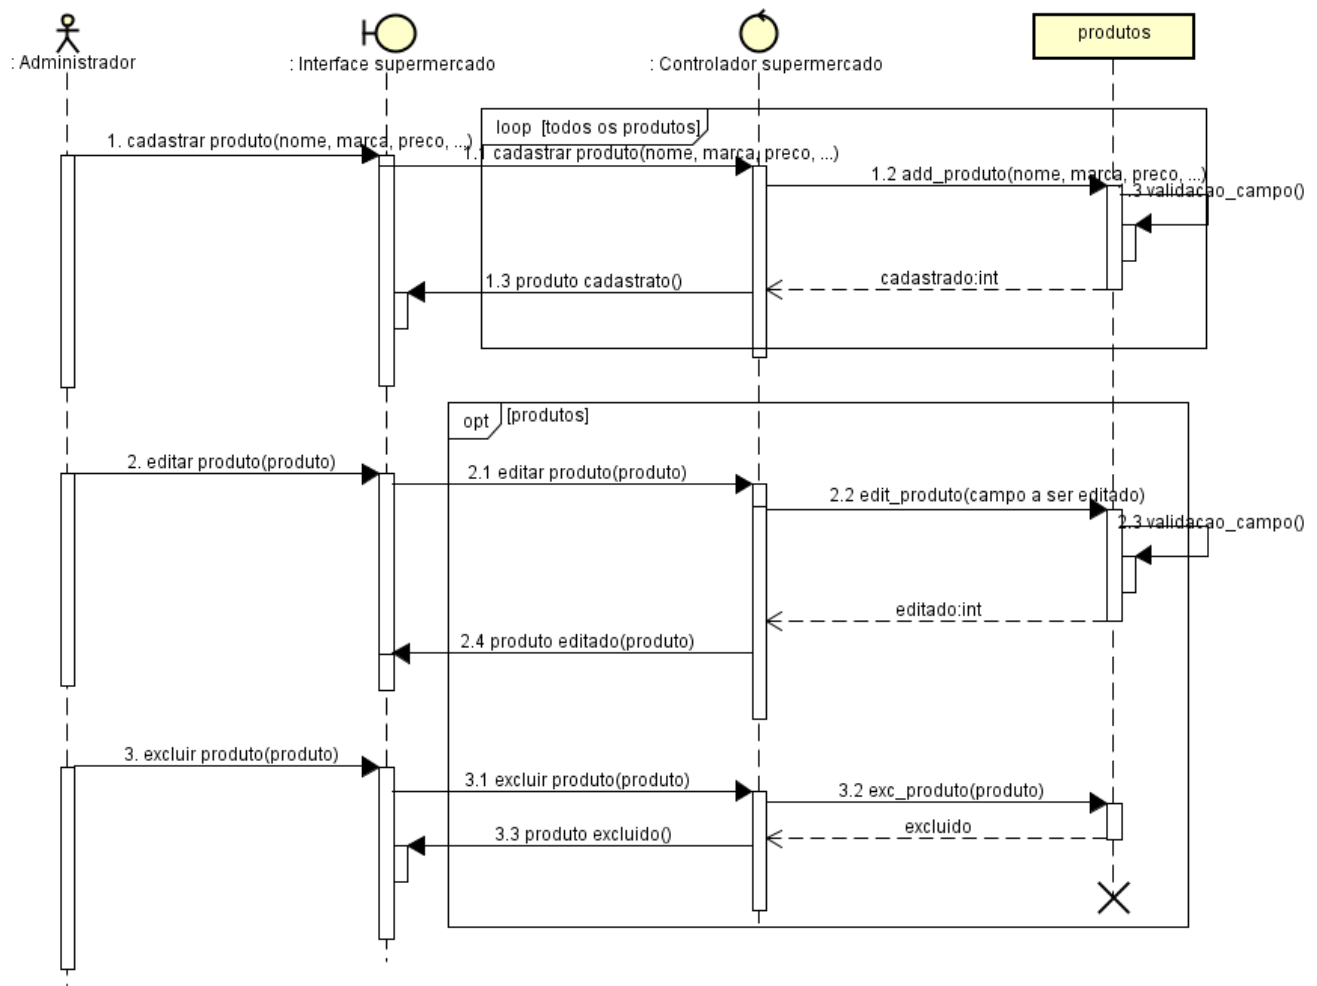 : Administrador
: Interface supermercado
: Controlador supermercado
produtos
loop [todos os produtos]
1. cadastrar produto(nome, marca, preco, ...)
1.1 cadastrar produto(nome, marca, preco, ...)
1.2 add_produto(nome, marca, preco, ...)
.3 validacao_campo()
cadastrado:int
1.3 produto cadastrato()
opt [produtos]
2. editar produto(produto)
2.1 editar produto(produto)
2.2 edit_produto(campo a ser editado)
2.3 validacao_campo()
editado:int
2.4 produto editado(produto)
3. excluir produto(produto)
3.1 excluir produto(produto)
3.2 exc_produto(produto)
excluido
3.3 produto excluido()